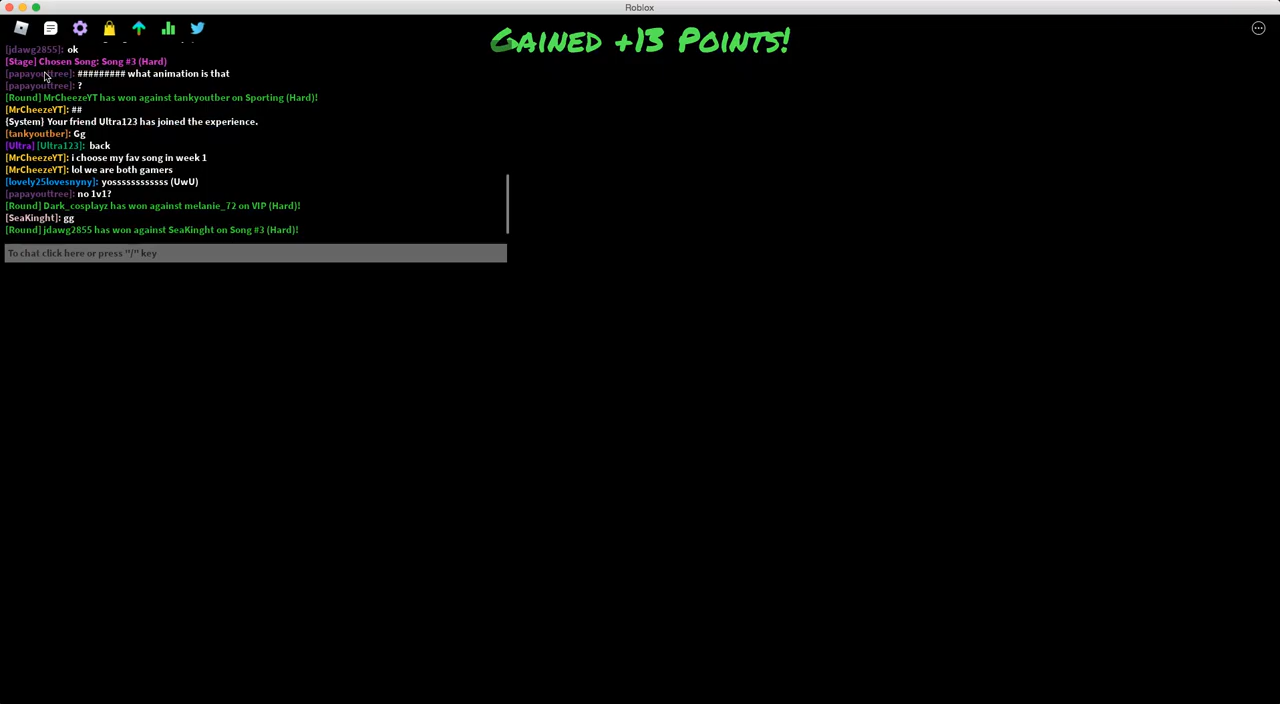 Roblox
GAINED +13 POINTS!
[jdawg2855]: ok
[Stage] Chosen Song: Song #3 (Hard)
[papayouttree]: ######### what animation is that
[papayouttree]: ?
[Round] MrCheezeYT has won against tankyoutber on Sporting (Hard)!
[MrCheezeYT]: ##
{System} Your friend Ultra123 has joined the experience.
[tankyoutber]: Gg
[Ultra] [Ultra123]: back
[MrCheezeYT]: i choose my fav song in week 1
[MrCheezeYT]: lol we are both gamers
[lovely25lovesnyny]: yossssssssssss (UwU)
[papayouttree]: no 1v1?
[Round] Dark_cosplayz has won against melanie_72 on VIP (Hard)!
[SeaKinght]: gg
[Round] jdawg2855 has won against SeaKinght on Song #3 (Hard)!
To chat click here or press "/" key